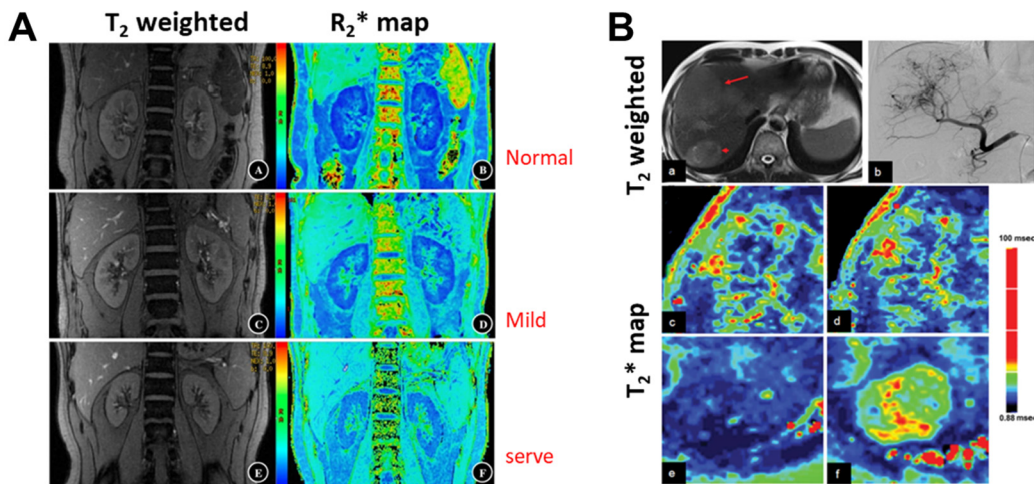 A
T2 weighted
R2* map
A
B
Normal
C
D
Mild
E
F
serve
B
T2 weighted
a
b
T2* map
c
d
e
f
100 msec
0.88 msec